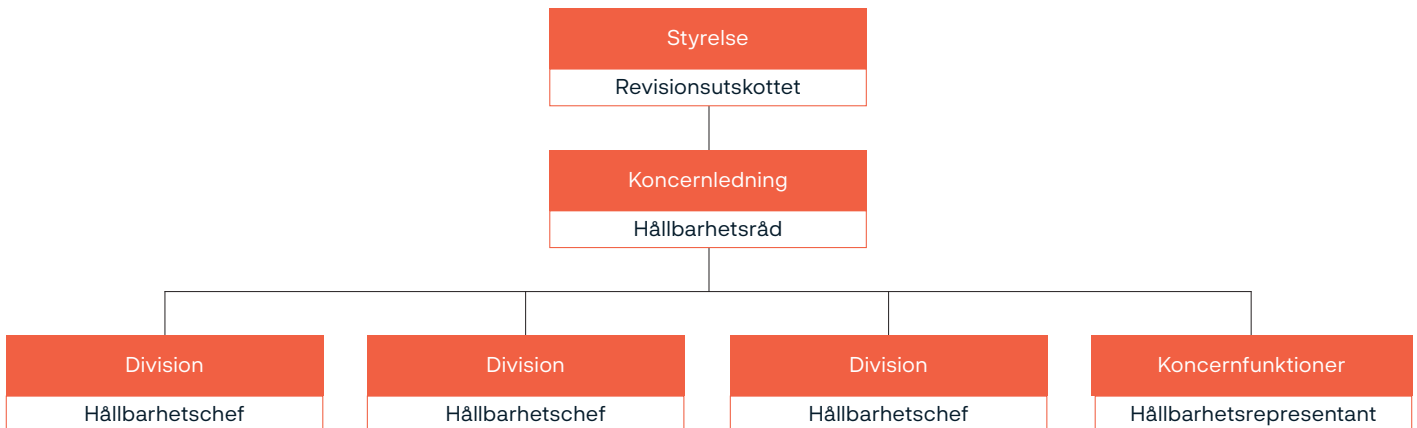 Styrelse
Revisionsutskottet
Koncernledning
Hållbarhetsråd
Division
Hållbarhetschef
Division
Hållbarhetschef
Division
Hållbarhetschef
Koncernfunktioner
Hållbarhetsrepresentant